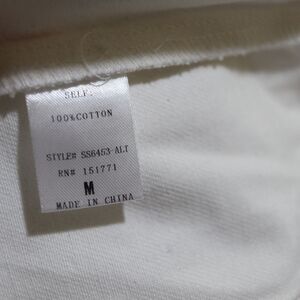 SELF:
100%COTTON
STYLE# SS6453-ALT
RN# 151771
M
MADE IN CHINA